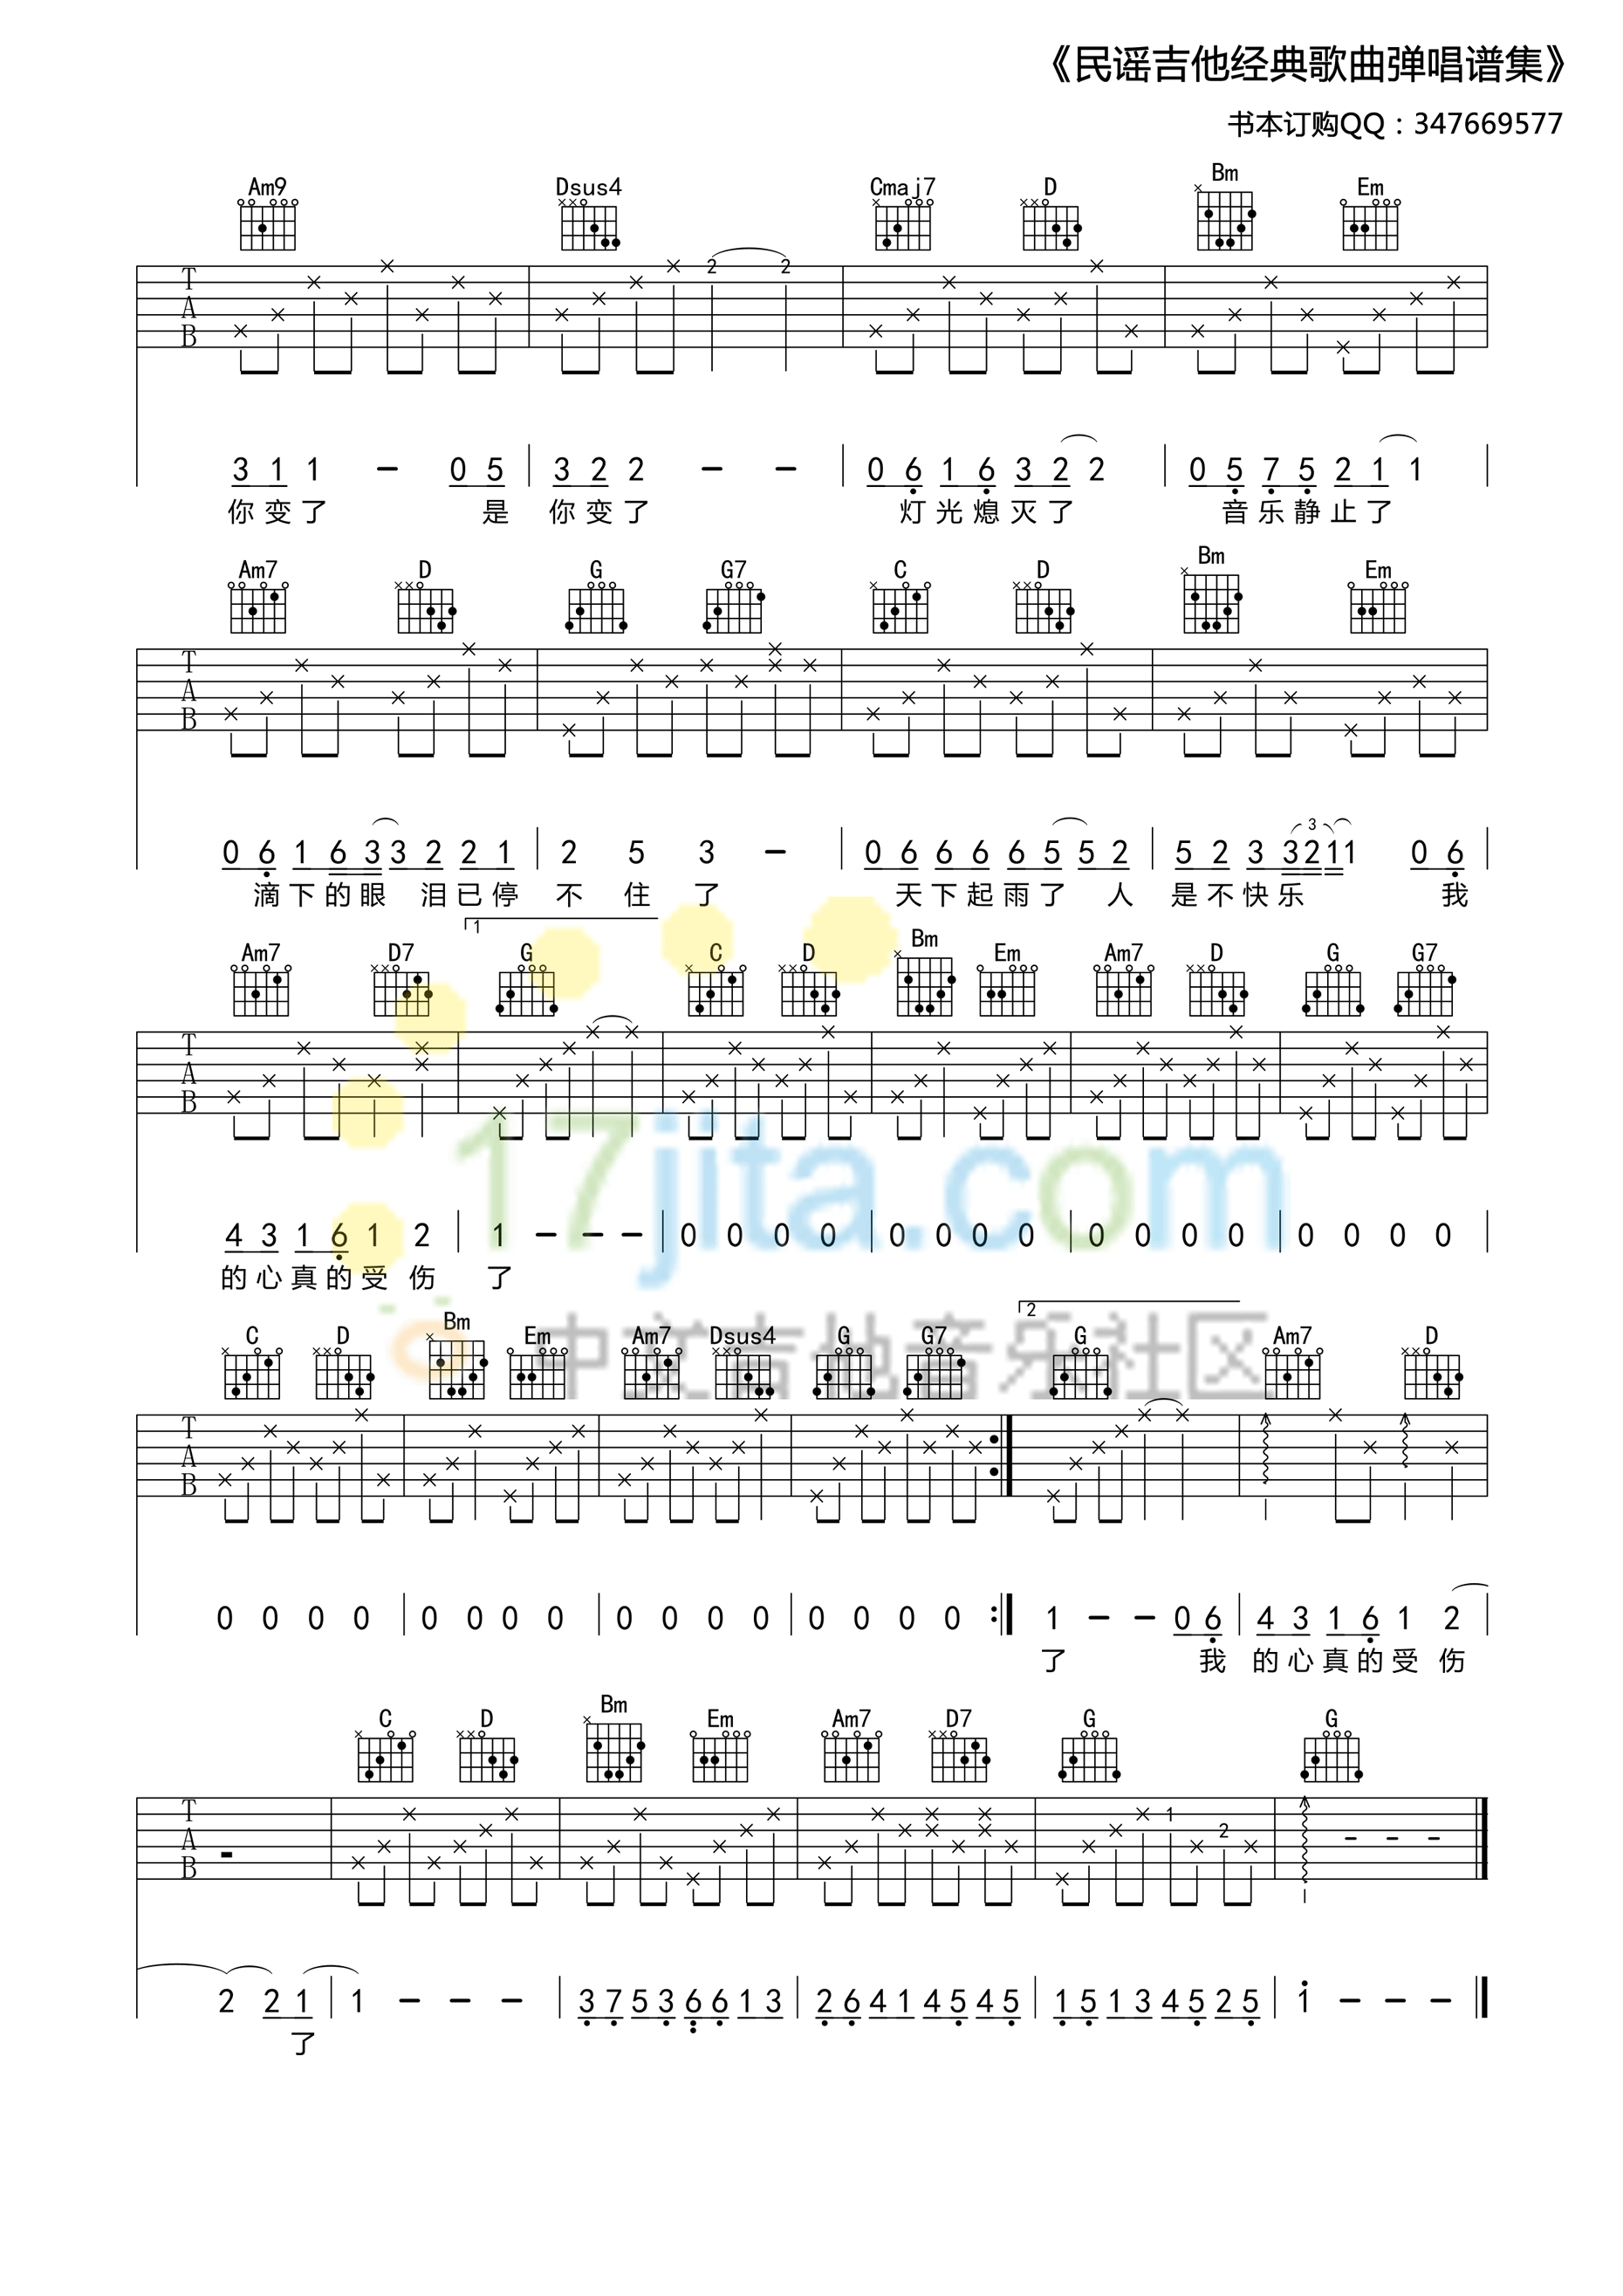 《民谣吉他经典歌曲弹唱谱集》
书本订购QQ：347669577
Am9 Dsus4 Cmaj7 D Bm Em
T A B 2 2
3 1 1 - 0 5 3 2 2 - - 0 6 1 6 3 2 2 0 5 7 5 2 1 1
你变了 是 你变了 灯光熄灭了 音乐静止了
Am7 D G G7 C D Bm Em
T A B
0 6 1 6 3 3 2 2 1 2 5 3 - 0 6 6 6 6 5 5 2 5 2 3 3 2 1 1 0 6
3
滴下的眼 泪已停 不 住 了 天下起雨了 人 是不快乐 我
1
Am7 D7 G C D Bm Em Am7 D G G7
T A B
4 3 1 6 1 2 1 - - - 0 0 0 0 0 0 0 0 0 0 0 0 0 0 0 0
的心真的受 伤 了
17jita.com
中文吉他音乐社区
2
C D Bm Em Am7 Dsus4 G G7 G Am7 D
T A B
0 0 0 0 0 0 0 0 0 0 0 0 0 0 0 0 1 - - 0 6 4 3 1 6 1 2
了 我 的心真的受 伤
C D Bm Em Am7 D7 G G
T A B 1 2 - - -
2 2 1 1 - - - 3 7 5 3 6 6 1 3 2 6 4 1 4 5 4 5 1 5 1 3 4 5 2 5 1 - - -
了